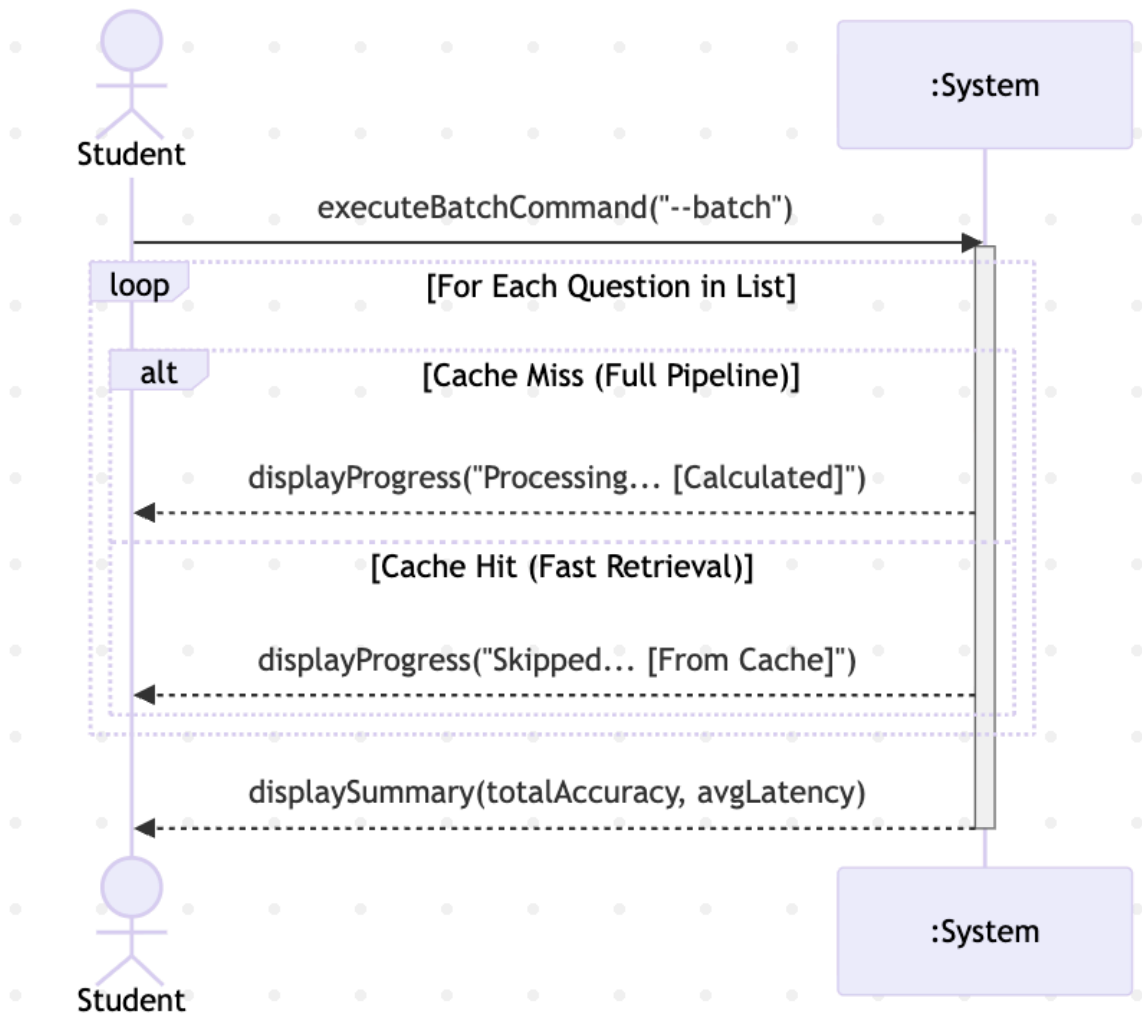 Student
:System
executeBatchCommand("--batch")
loop
[For Each Question in List]
alt
[Cache Miss (Full Pipeline)]
displayProgress("Processing... [Calculated]")
[Cache Hit (Fast Retrieval)]
displayProgress("Skipped... [From Cache]")
displaySummary(totalAccuracy, avgLatency)
Student
:System